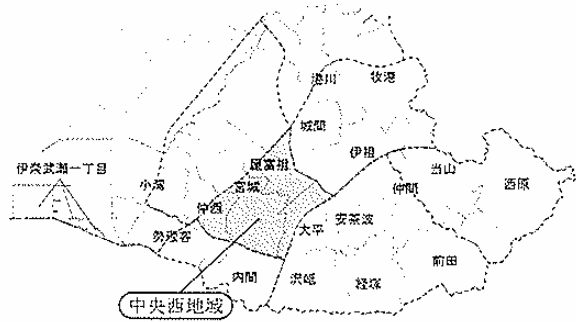 港川
牧港
城間
屋富祖
伊祖
当山
伊奈武瀬一丁目
小湾
宮城
仲間
西原
仲西
勢理客
大平
安波茶
前田
内間
沢岻
経塚
中央西地域